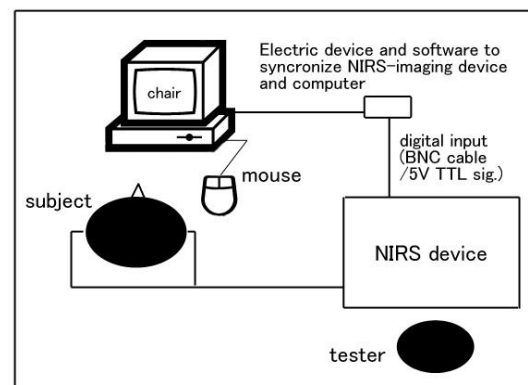 Electric device and software to
syncronize NIRS-imaging device
and computer
chair
digital input
(BNC cable
/5V TTL sig.)
mouse
subject
NIRS device
tester